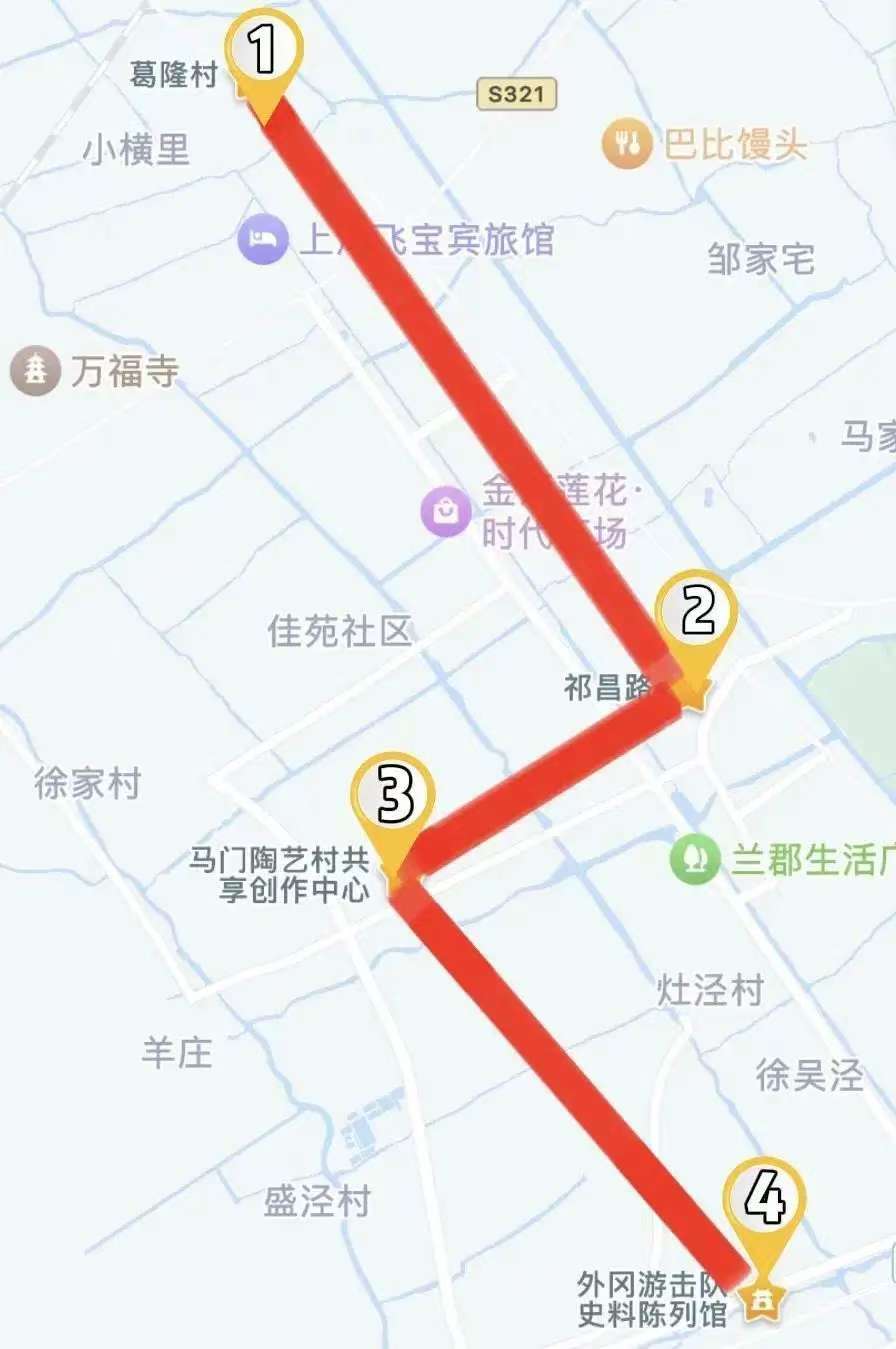 1
葛隆村
S321
小横里
巴比馒头
上
飞宝宾旅馆
邹家宅
万福寺
马家
金
莲花·
时代
场
2
佳苑社区
祁昌路
3
徐家村
马门陶艺村共
享创作中心
兰郡生活广
灶泾村
羊庄
徐吴泾
4
盛泾村
外冈游击队
史料陈列馆